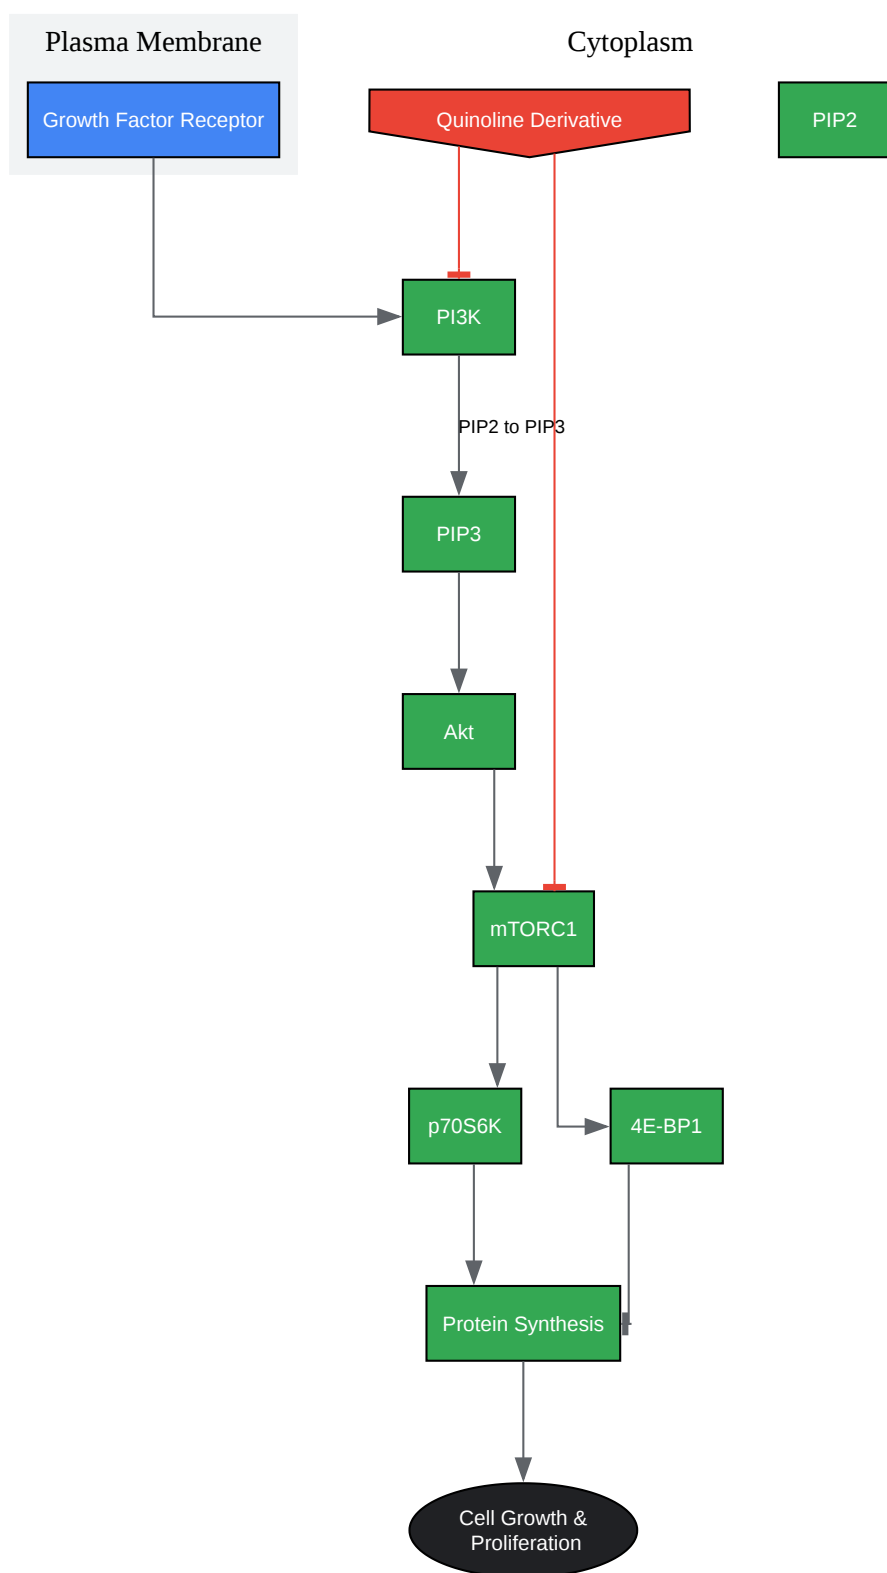 Plasma Membrane
Cytoplasm
Growth Factor Receptor
Quinoline Derivative
PIP2
PI3K
PIP2 to PIP3
PIP3
Akt
mTORC1
p70S6K
4E-BP1
Protein Synthesis
Cell Growth &
Proliferation